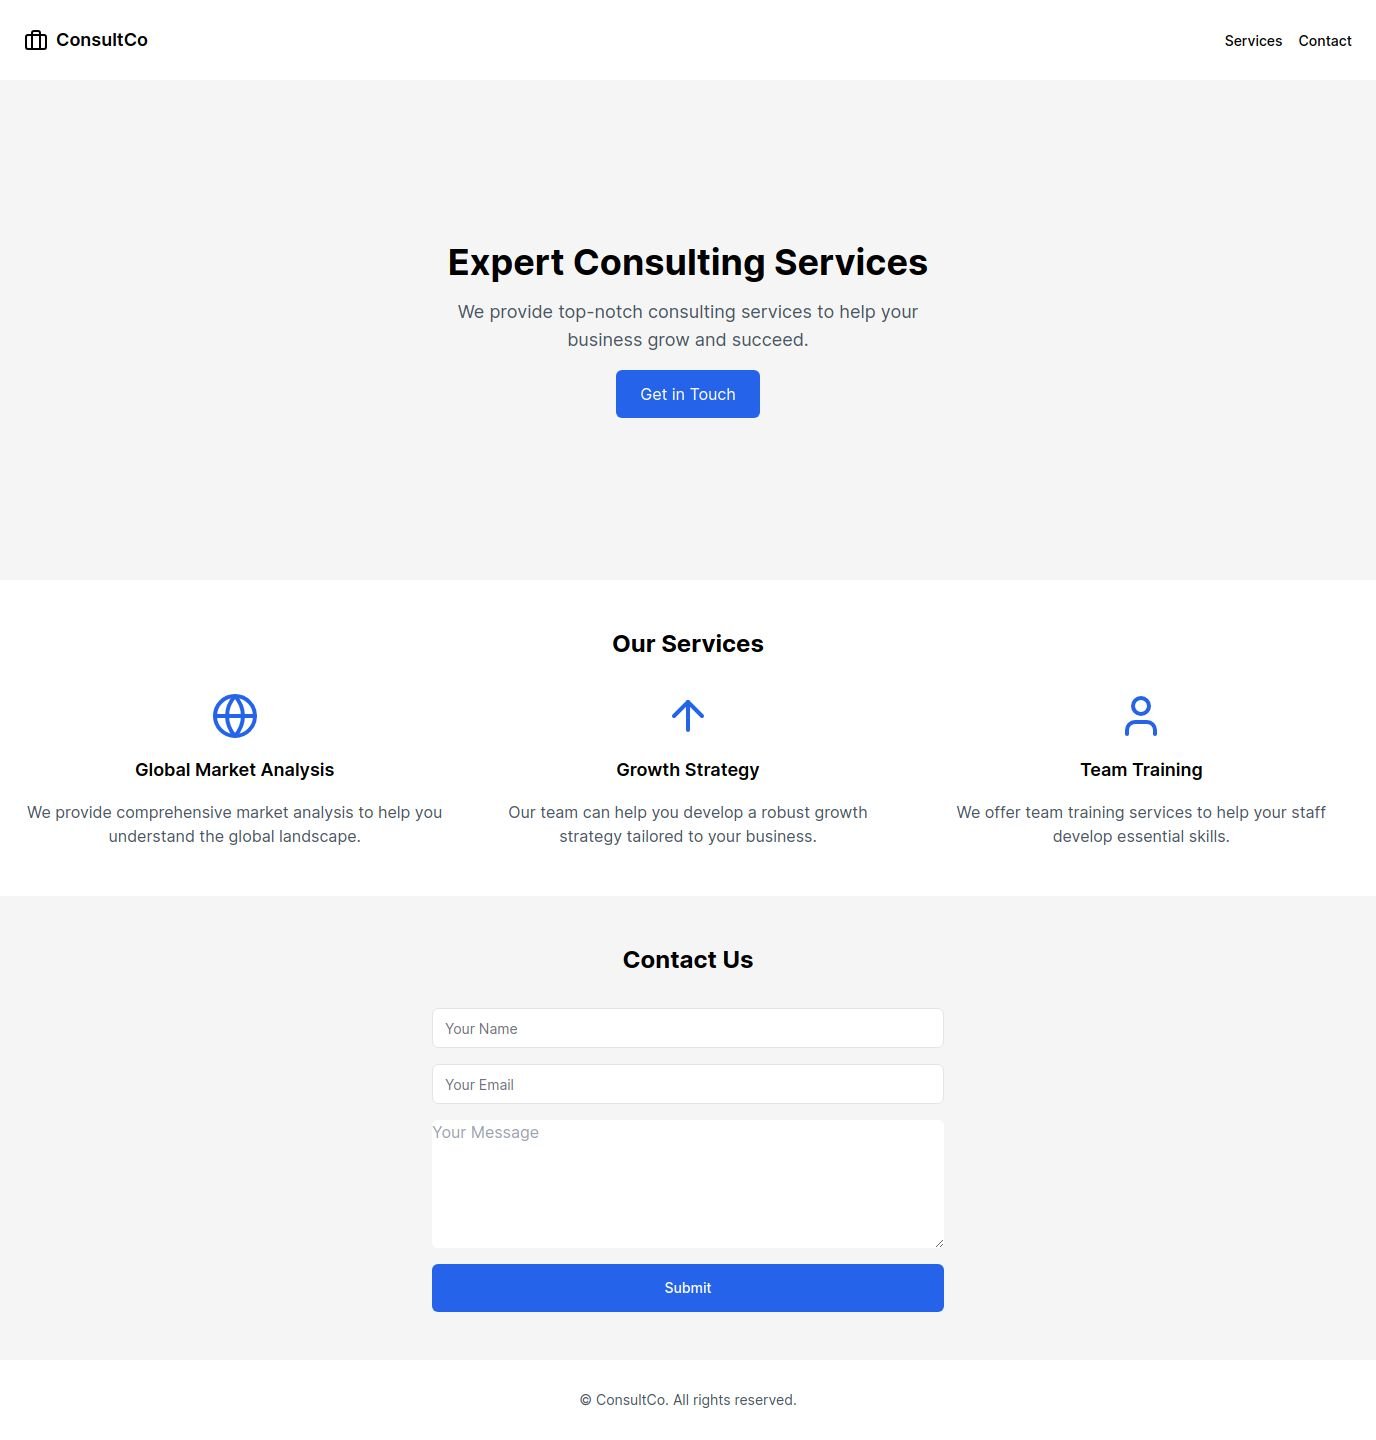 ConsultCo
Services
Contact
Expert Consulting Services
We provide top-notch consulting services to help your
business grow and succeed.
Get in Touch
Our Services
Global Market Analysis
We provide comprehensive market analysis to help you
understand the global landscape.
Growth Strategy
Our team can help you develop a robust growth
strategy tailored to your business.
Team Training
We offer team training services to help your staff
develop essential skills.
Contact Us
Your Name
Your Email
Your Message
Submit
© ConsultCo. All rights reserved.